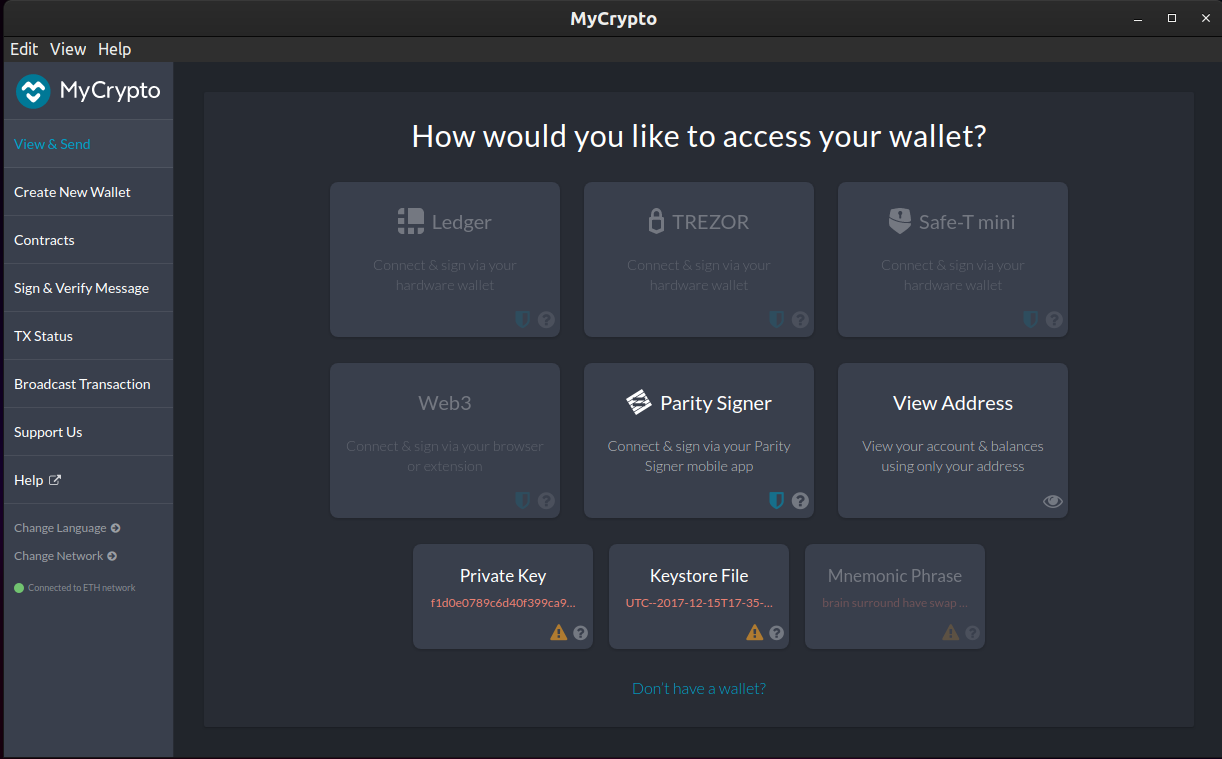 MyCrypto
Edit View Help
MyCrypto
View & Send
Create New Wallet
Contracts
Sign & Verify Message
TX Status
Broadcast Transaction
Support Us
Help
Change Language
Change Network
Connected to ETH network
How would you like to access your wallet?
Ledger
Connect & sign via your
hardware wallet
TREZOR
Connect & sign via your
hardware wallet
Safe-T mini
Connect & sign via your
hardware wallet
Web3
Connect & sign via your browser
or extension
Parity Signer
Connect & sign via your Parity
Signer mobile app
View Address
View your account & balances
using only your address
Private Key
f1d0e0789c6d40f399ca9...
Keystore File
UTC--2017-12-15T17-35-...
Mnemonic Phrase
brain surround have swap ...
Don't have a wallet?